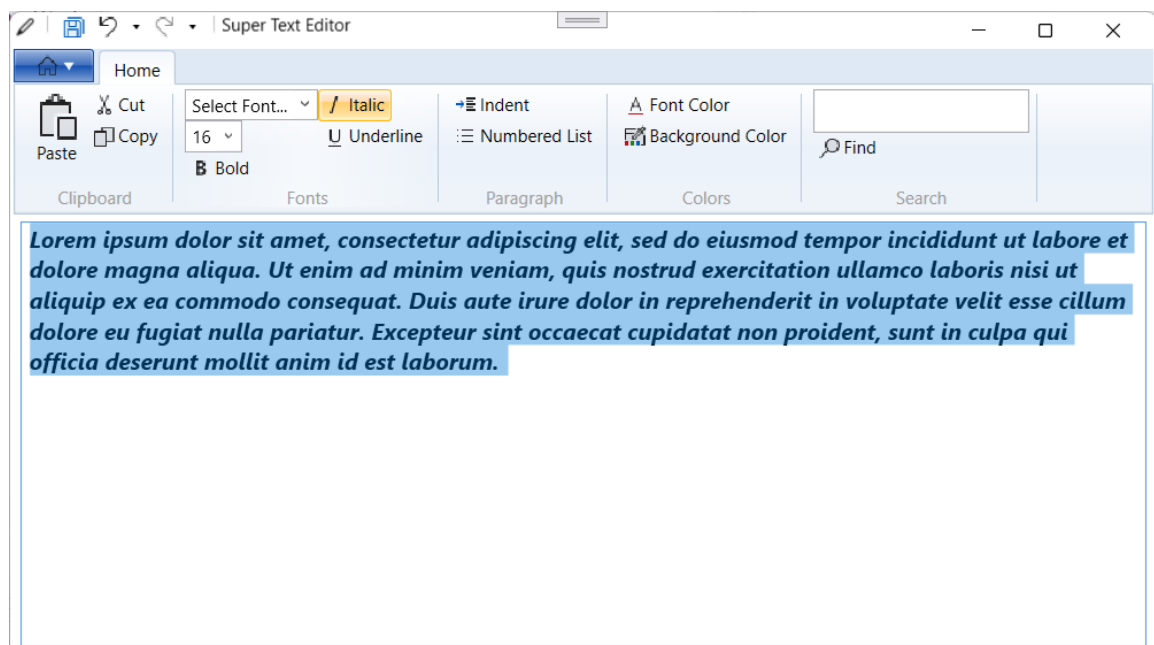 Super Text Editor
Home
Paste
Cut
Copy
Clipboard
Select Font...
Italic
16
U Underline
B Bold
Fonts
Indent
Numbered List
Paragraph
A Font Color
Background Color
Colors
Find
Search
Lorem ipsum dolor sit amet, consectetur adipiscing elit, sed do eiusmod tempor incididunt ut labore et
dolore magna aliqua. Ut enim ad minim veniam, quis nostrud exercitation ullamco laboris nisi ut
aliquip ex ea commodo consequat. Duis aute irure dolor in reprehenderit in voluptate velit esse cillum
dolore eu fugiat nulla pariatur. Excepteur sint occaecat cupidatat non proident, sunt in culpa qui
officia deserunt mollit anim id est laborum.